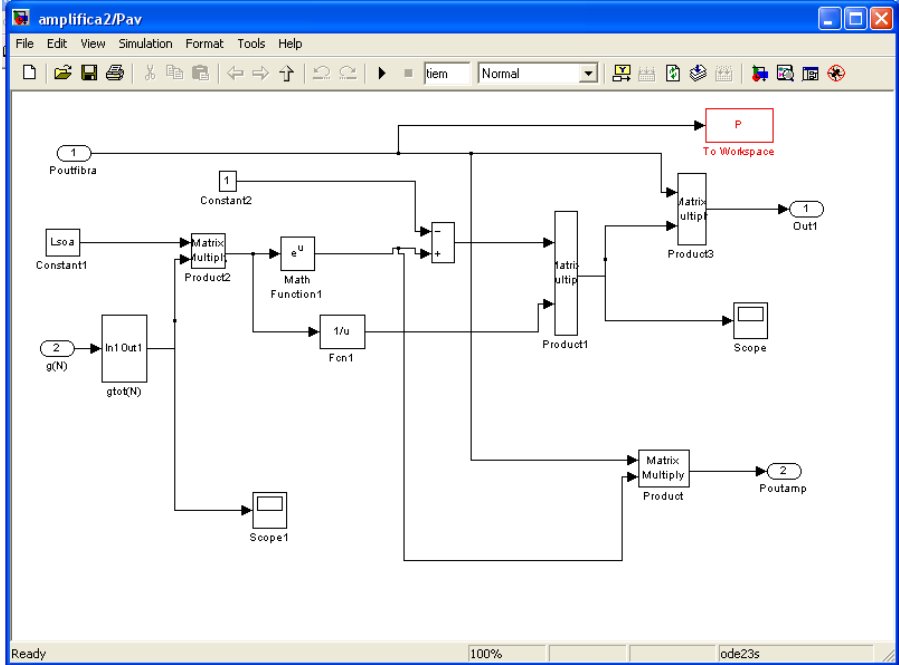 amplifica2/Pav
File Edit View Simulation Format Tools Help
tiem Normal
P
To Workspace
1
Poutfibra
1
Constant2
Matrix
Multiply
Product3
1
Out1
Lsoa
Constant1
Matrix
Multiply
Product2
e^u
Math
Function1
−
+
Matrix
Multiply
Product1
1/u
Fcn1
Scope
2
g(N)
In1 Out1
gtot(N)
Matrix
Multiply
Product
2
Poutamp
Scope1
Ready 100% ode23s